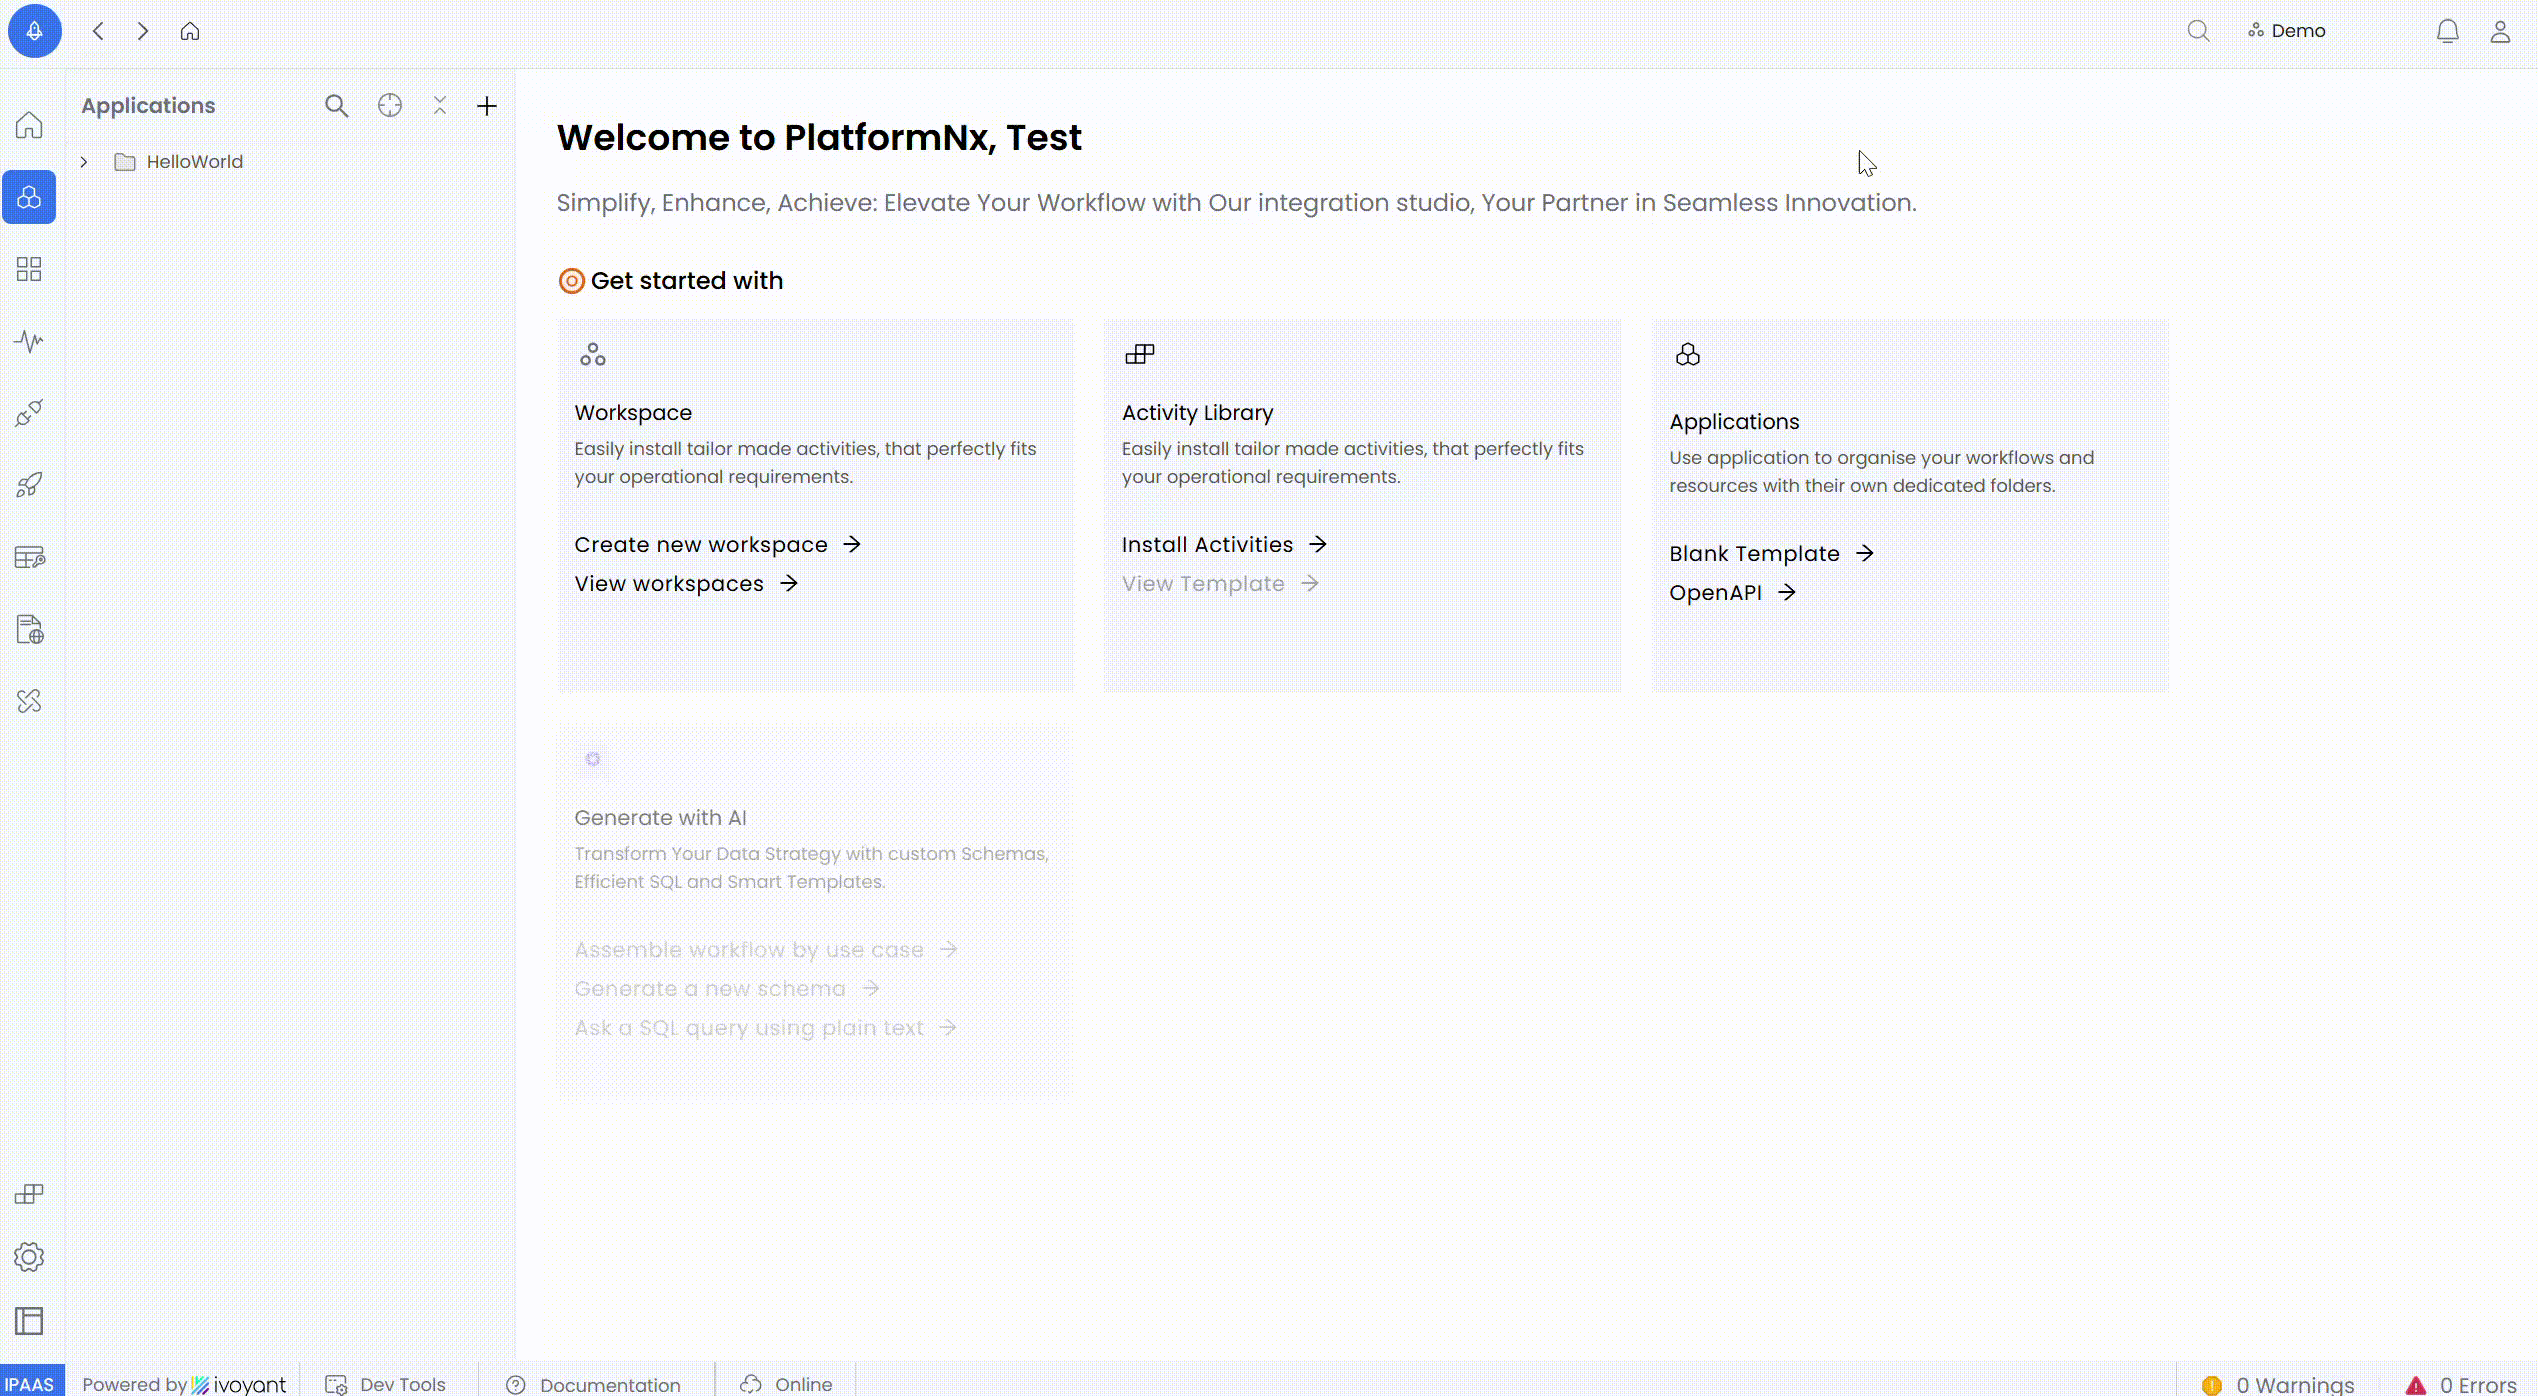 Demo
Applications
HelloWorld
Welcome to PlatformNx, Test
Simplify, Enhance, Achieve: Elevate Your Workflow with Our integration studio, Your Partner in Seamless Innovation.
Get started with
Workspace
Easily install tailor made activities, that perfectly fits
your operational requirements.
Create new workspace
View workspaces
Activity Library
Easily install tailor made activities, that perfectly fits
your operational requirements.
Install Activities
View Template
Applications
Use application to organise your workflows and
resources with their own dedicated folders.
Blank Template
OpenAPI
Generate with AI
Transform Your Data Strategy with custom Schemas,
Efficient SQL and Smart Templates.
Assemble workflow by use case
Generate a new schema
Ask a SQL query using plain text
IPAAS
Powered by ivoyant
Dev Tools
Documentation
Online
0 Warnings
0 Errors